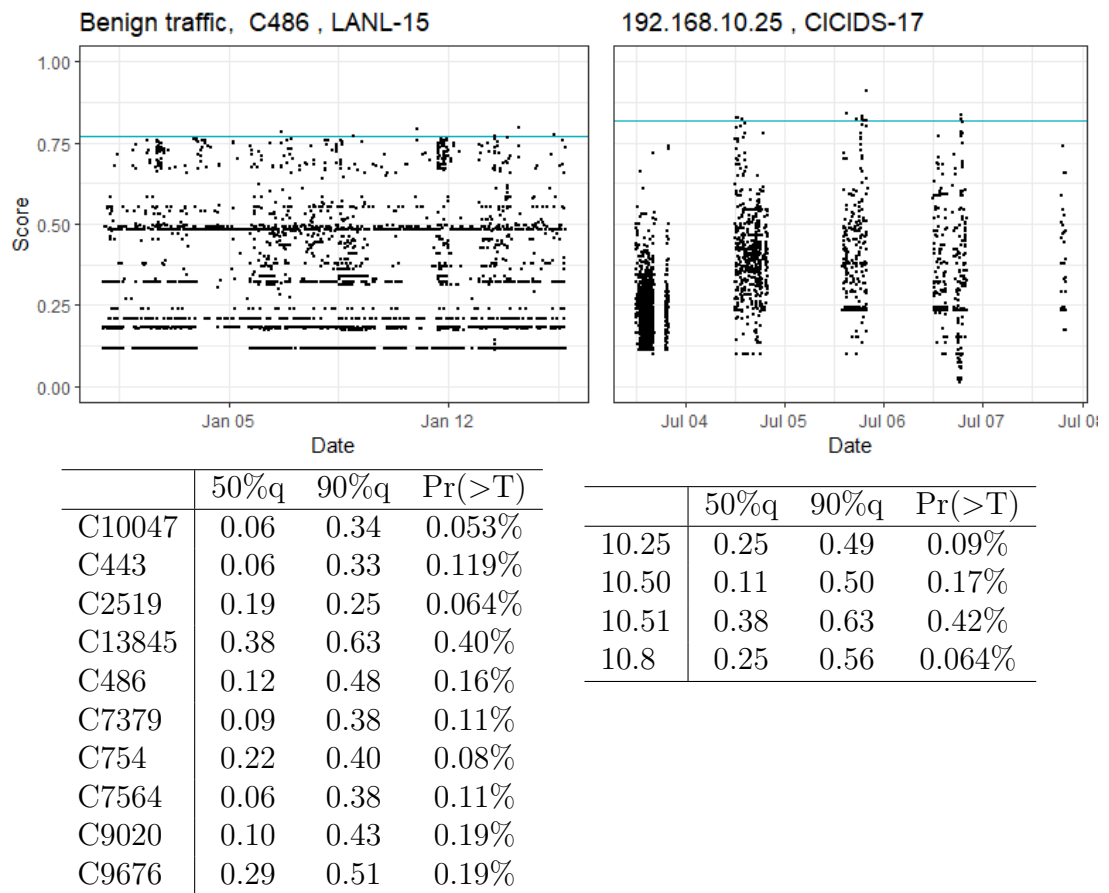 Benign traffic, C486 , LANL-15
192.168.10.25 , CICIDS-17
1.00
0.75
0.50
0.25
0.00
Score
Jan 05 Jan 12
Date
Jul 04 Jul 05 Jul 06 Jul 07 Jul 08
Date
50%q 90%q Pr(>T)
C10047 0.06 0.34 0.053%
C443 0.06 0.33 0.119%
C2519 0.19 0.25 0.064%
C13845 0.38 0.63 0.40%
C486 0.12 0.48 0.16%
C7379 0.09 0.38 0.11%
C754 0.22 0.40 0.08%
C7564 0.06 0.38 0.11%
C9020 0.10 0.43 0.19%
C9676 0.29 0.51 0.19%
50%q 90%q Pr(>T)
10.25 0.25 0.49 0.09%
10.50 0.11 0.50 0.17%
10.51 0.38 0.63 0.42%
10.8 0.25 0.56 0.064%